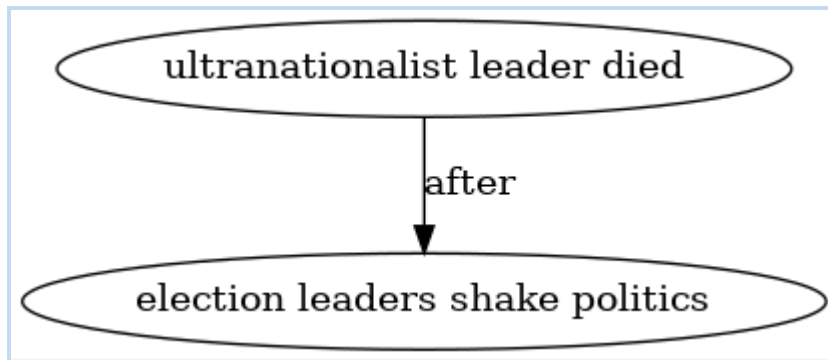 ultranationalist leader died
after
election leaders shake politics